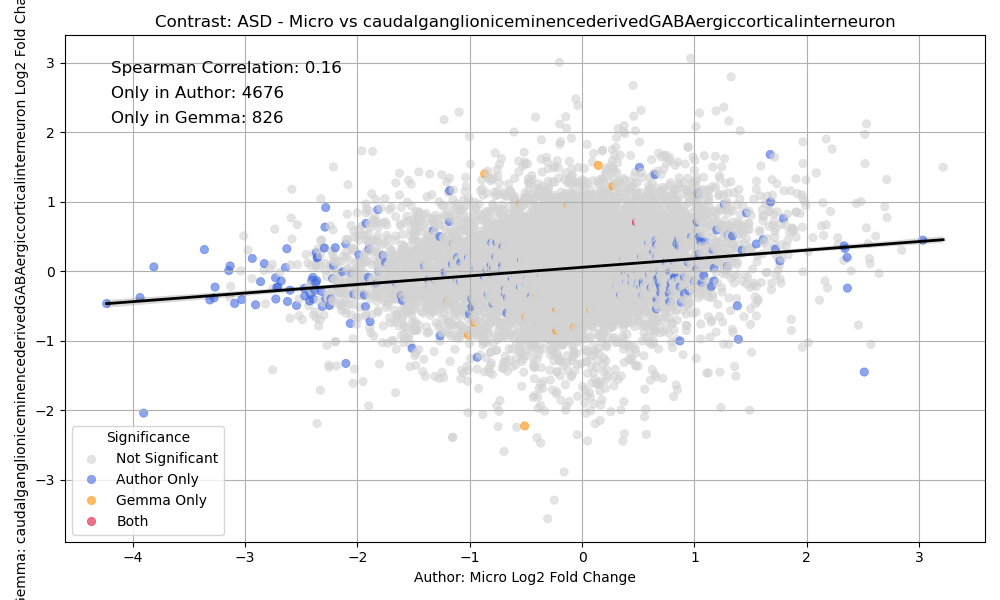 Contrast: ASD - Micro vs caudalganglioniceminencederivedGABAergiccorticalinterneuron
Spearman Correlation: 0.16
Only in Author: 4676
Only in Gemma: 826
3
2
1
0
−1
−2
−3
Significance
Not Significant
Author Only
Gemma Only
Both
−4
−3
−2
−1
0
1
2
3
Author: Micro Log2 Fold Change
caudalganglioniceminencederivedGABAergiccorticalinterneuron Log2 Fold